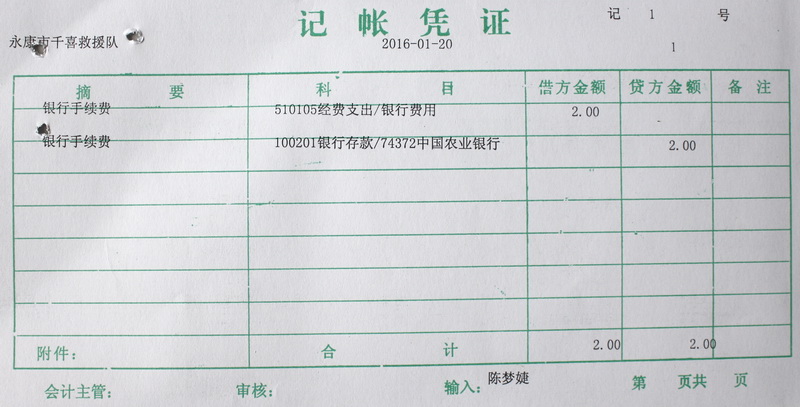 记帐凭证
记 1 号
永康市千喜救援队 2016-01-20 1
摘要 科目 借方金额 贷方金额 备注
银行手续费 510105经费支出/银行费用 2.00
银行手续费 100201银行存款/74372中国农业银行 2.00
附件： 合计 2.00 2.00
会计主管： 审核： 输入：陈梦婕 第 页共 页